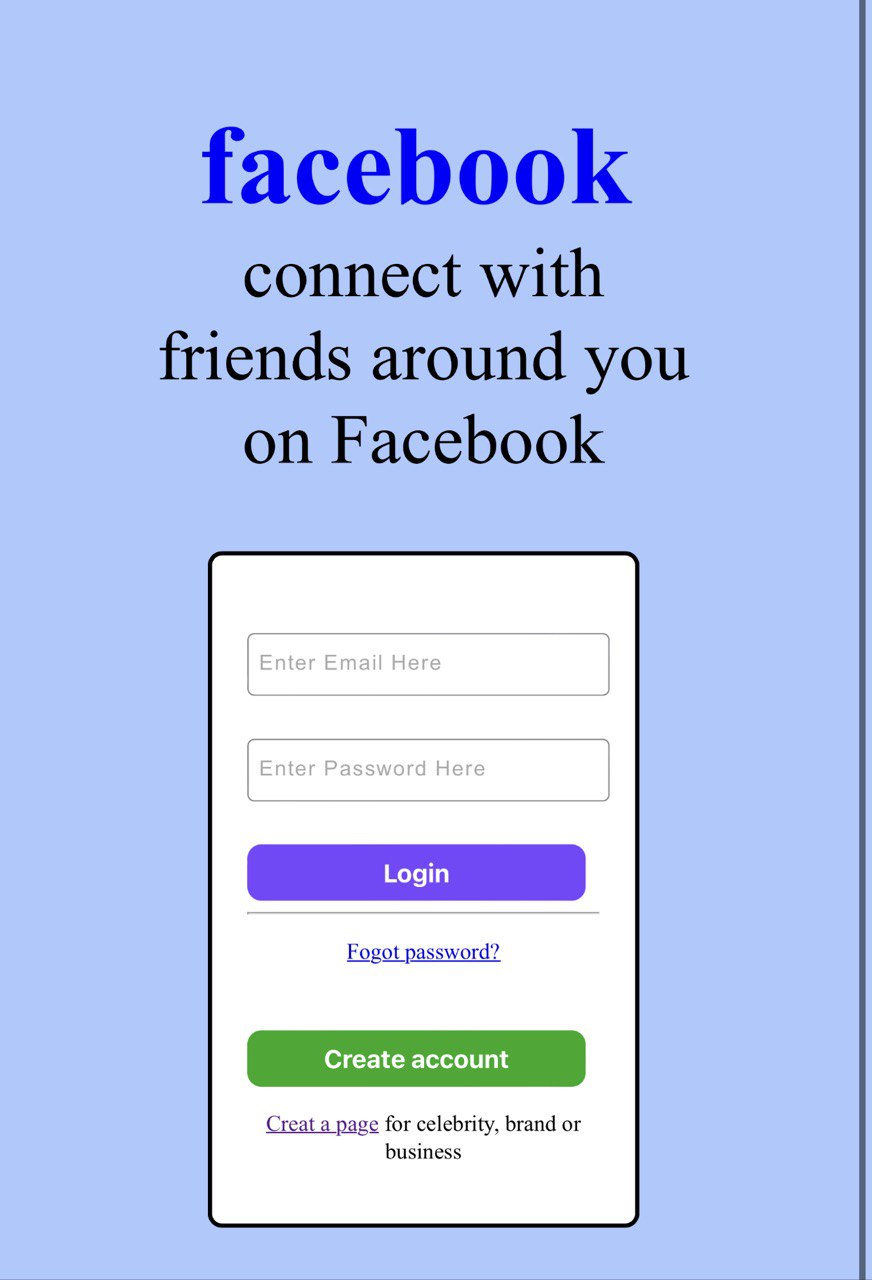 facebook
connect with
friends around you
on Facebook
Enter Email Here
Enter Password Here
Login
Fogot password?
Create account
Creat a page for celebrity, brand or
business